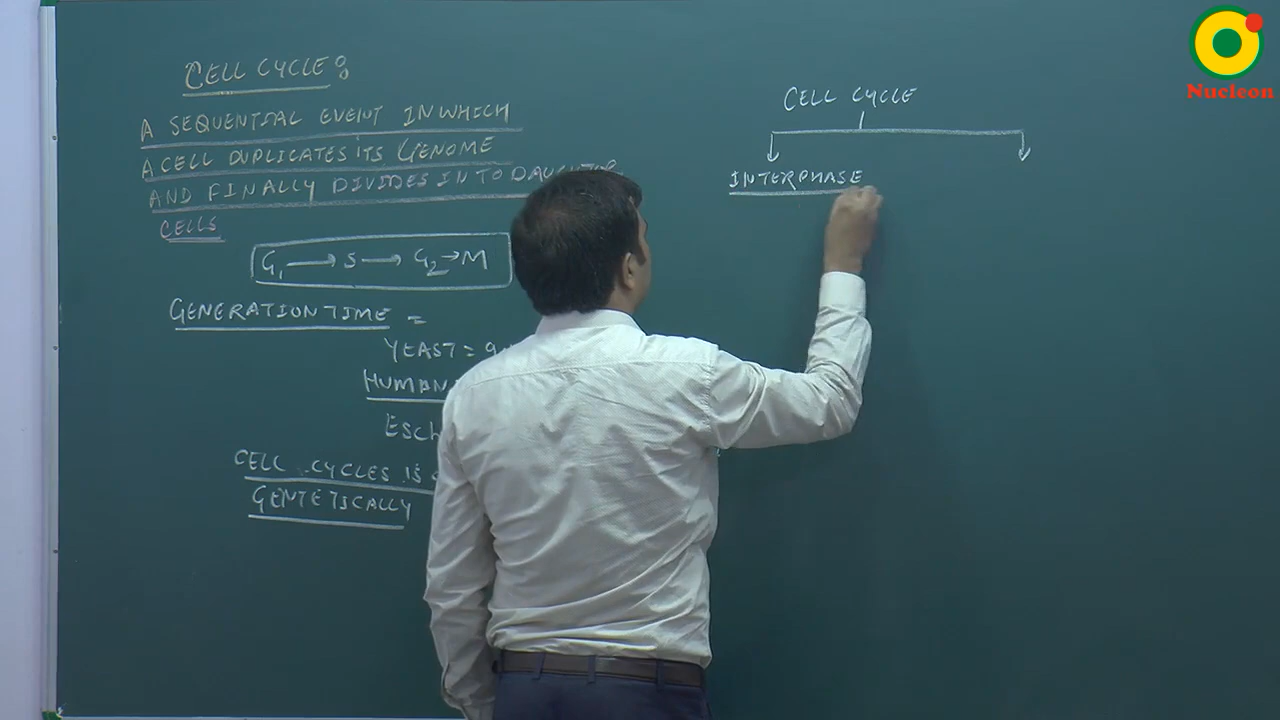 CELL CYCLE:
A SEQUENTIAL EVENT IN WHICH
A CELL DUPLICATES ITS GENOME
AND FINALLY DIVIDES INTO DAUGHTER
CELLS
G₁ → S → G₂ → M
GENERATION TIME =
YEAST =
HUMAN
CELL CYCLES IS
GENETICALLY
CELL CYCLE
INTERPHASE
Nucleon